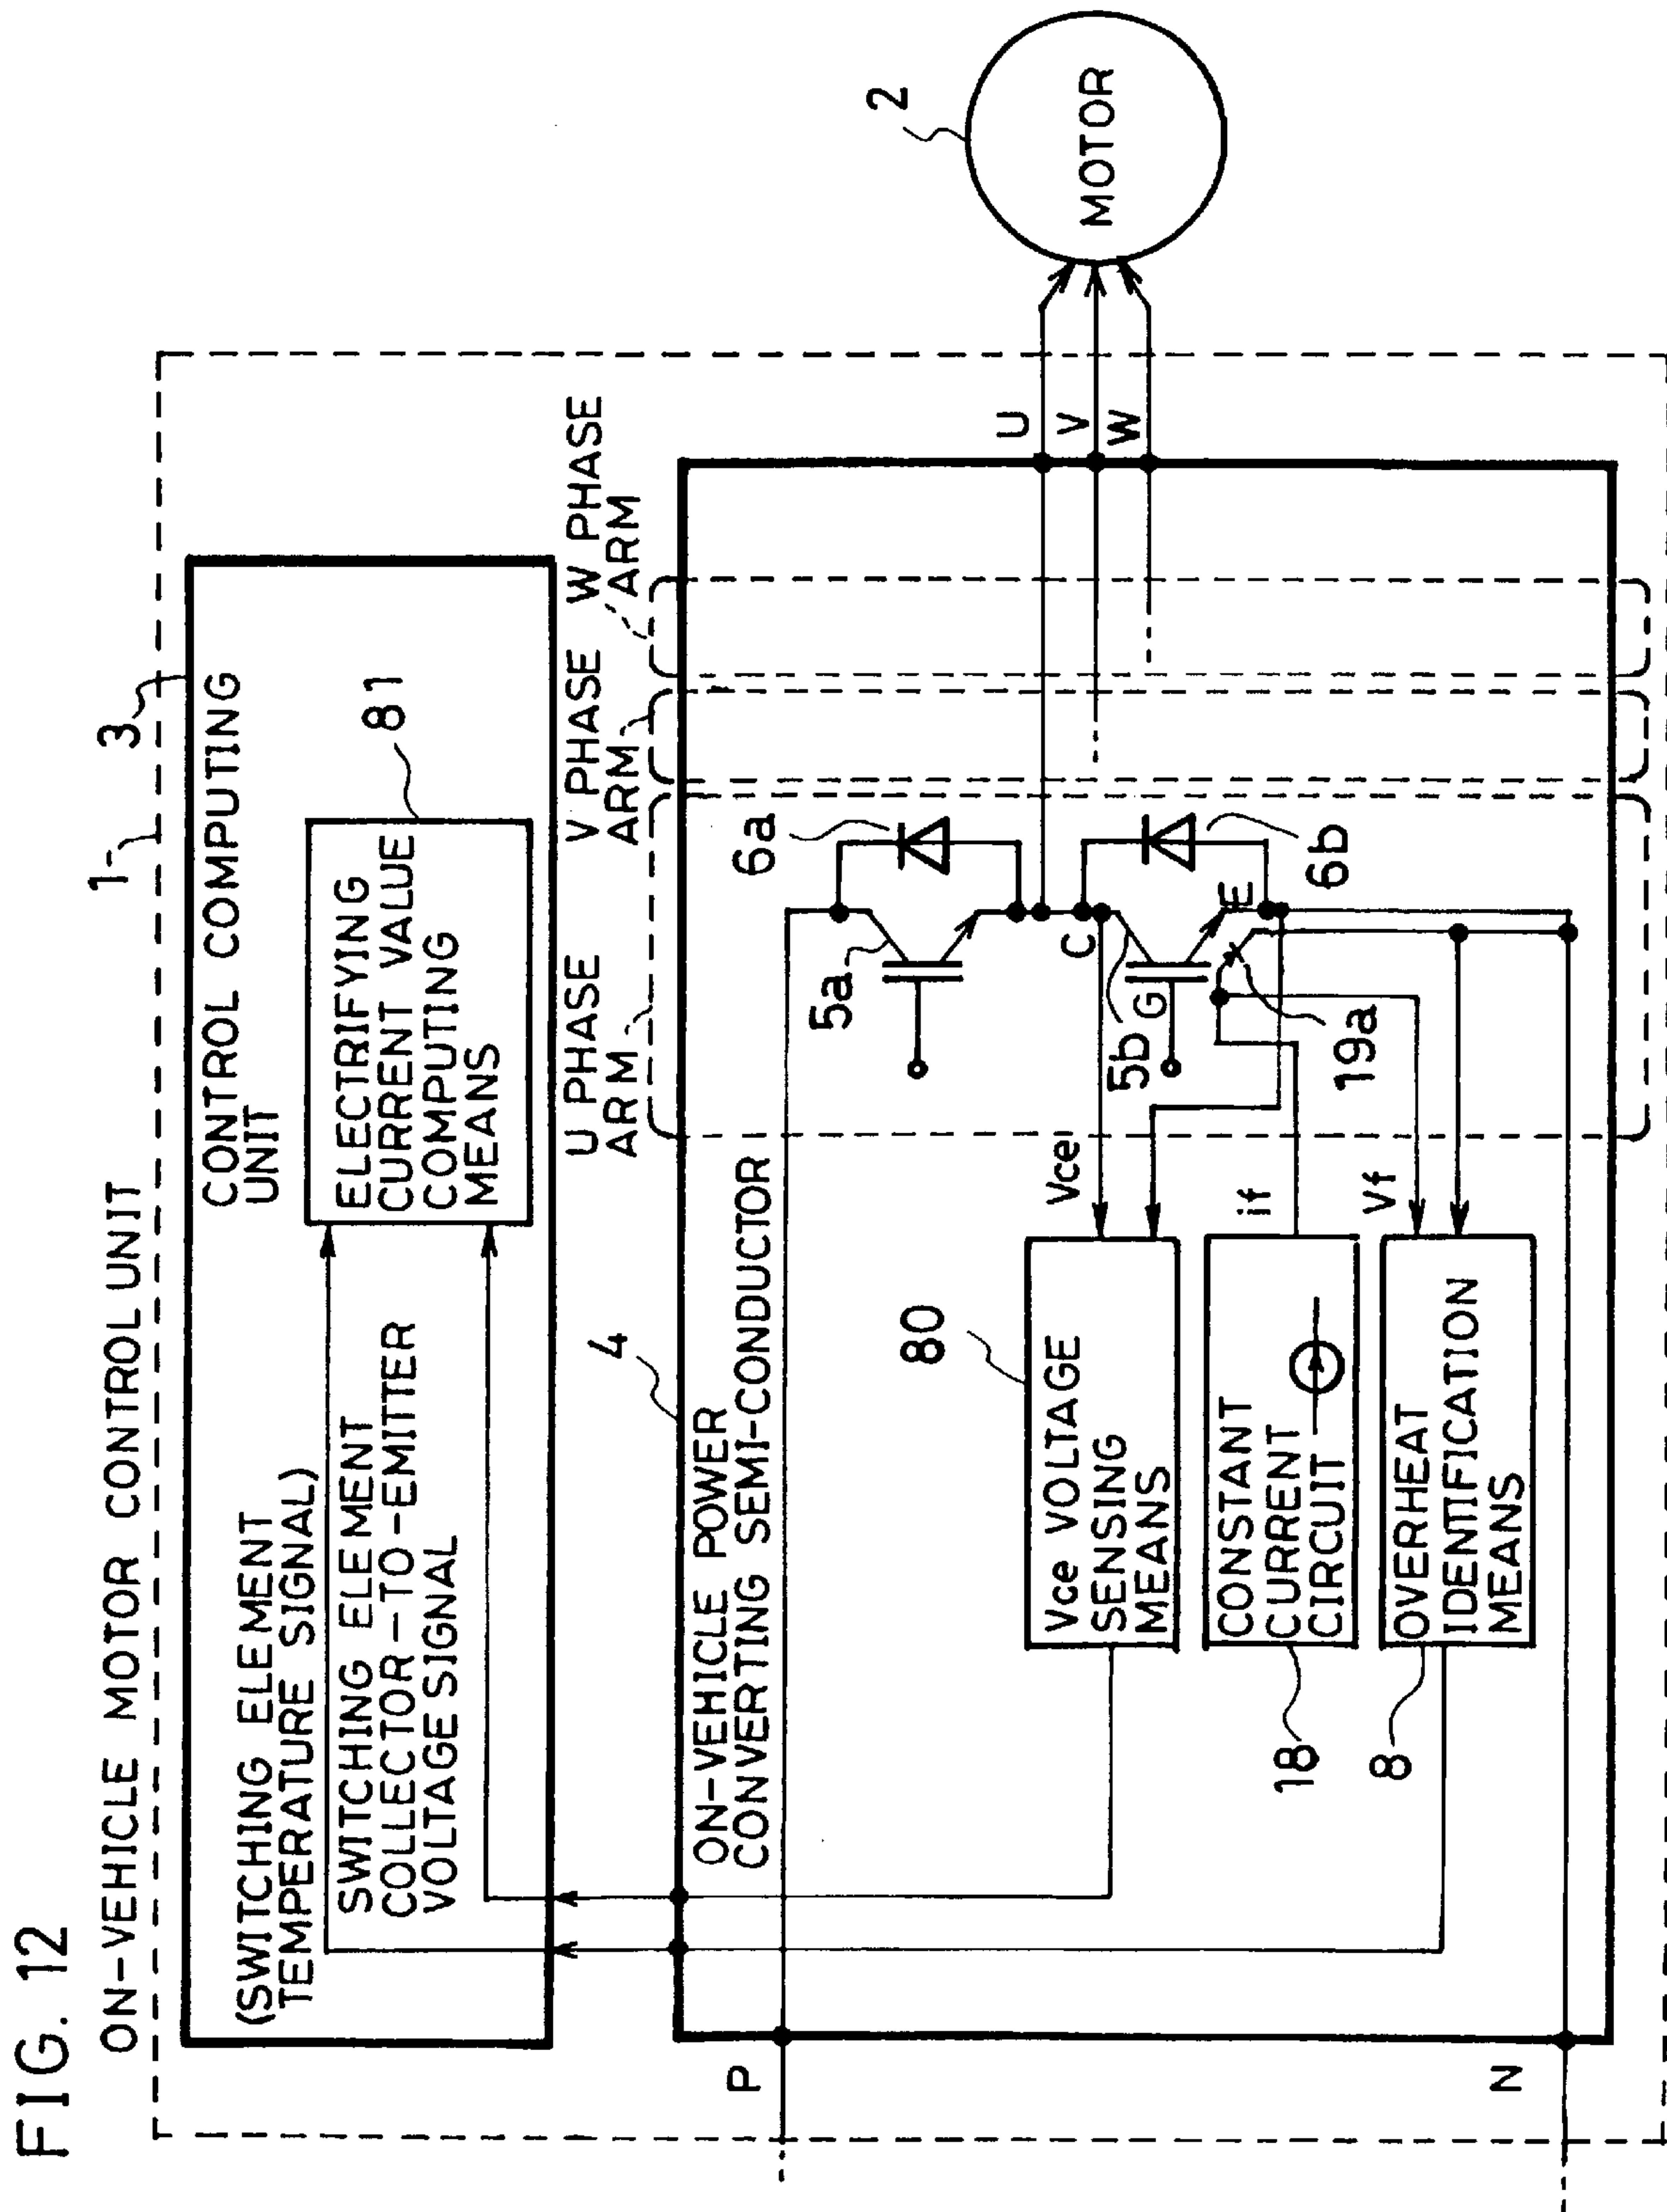 FIG. 12
ON-VEHICLE MOTOR CONTROL UNIT
1
3
CONTROL COMPUTING
UNIT
(SWITCHING ELEMENT
TEMPERATURE SIGNAL)
SWITCHING ELEMENT
COLLECTOR-TO-EMITTER
VOLTAGE SIGNAL
ELECTRIFYING
CURRENT VALUE
COMPUTING
MEANS
81
U PHASE
ARM
V PHASE
ARM
W PHASE
ARM
4
ON-VEHICLE POWER
CONVERTING SEMI-CONDUCTOR
P
N
5a
6a
C
5b
G
E
6b
19a
80
Vce
Vce VOLTAGE
SENSING
MEANS
if
CONSTANT
CURRENT
CIRCUIT
18
Vf
OVERHEAT
IDENTIFICATION
MEANS
8
U
V
W
2
MOTOR